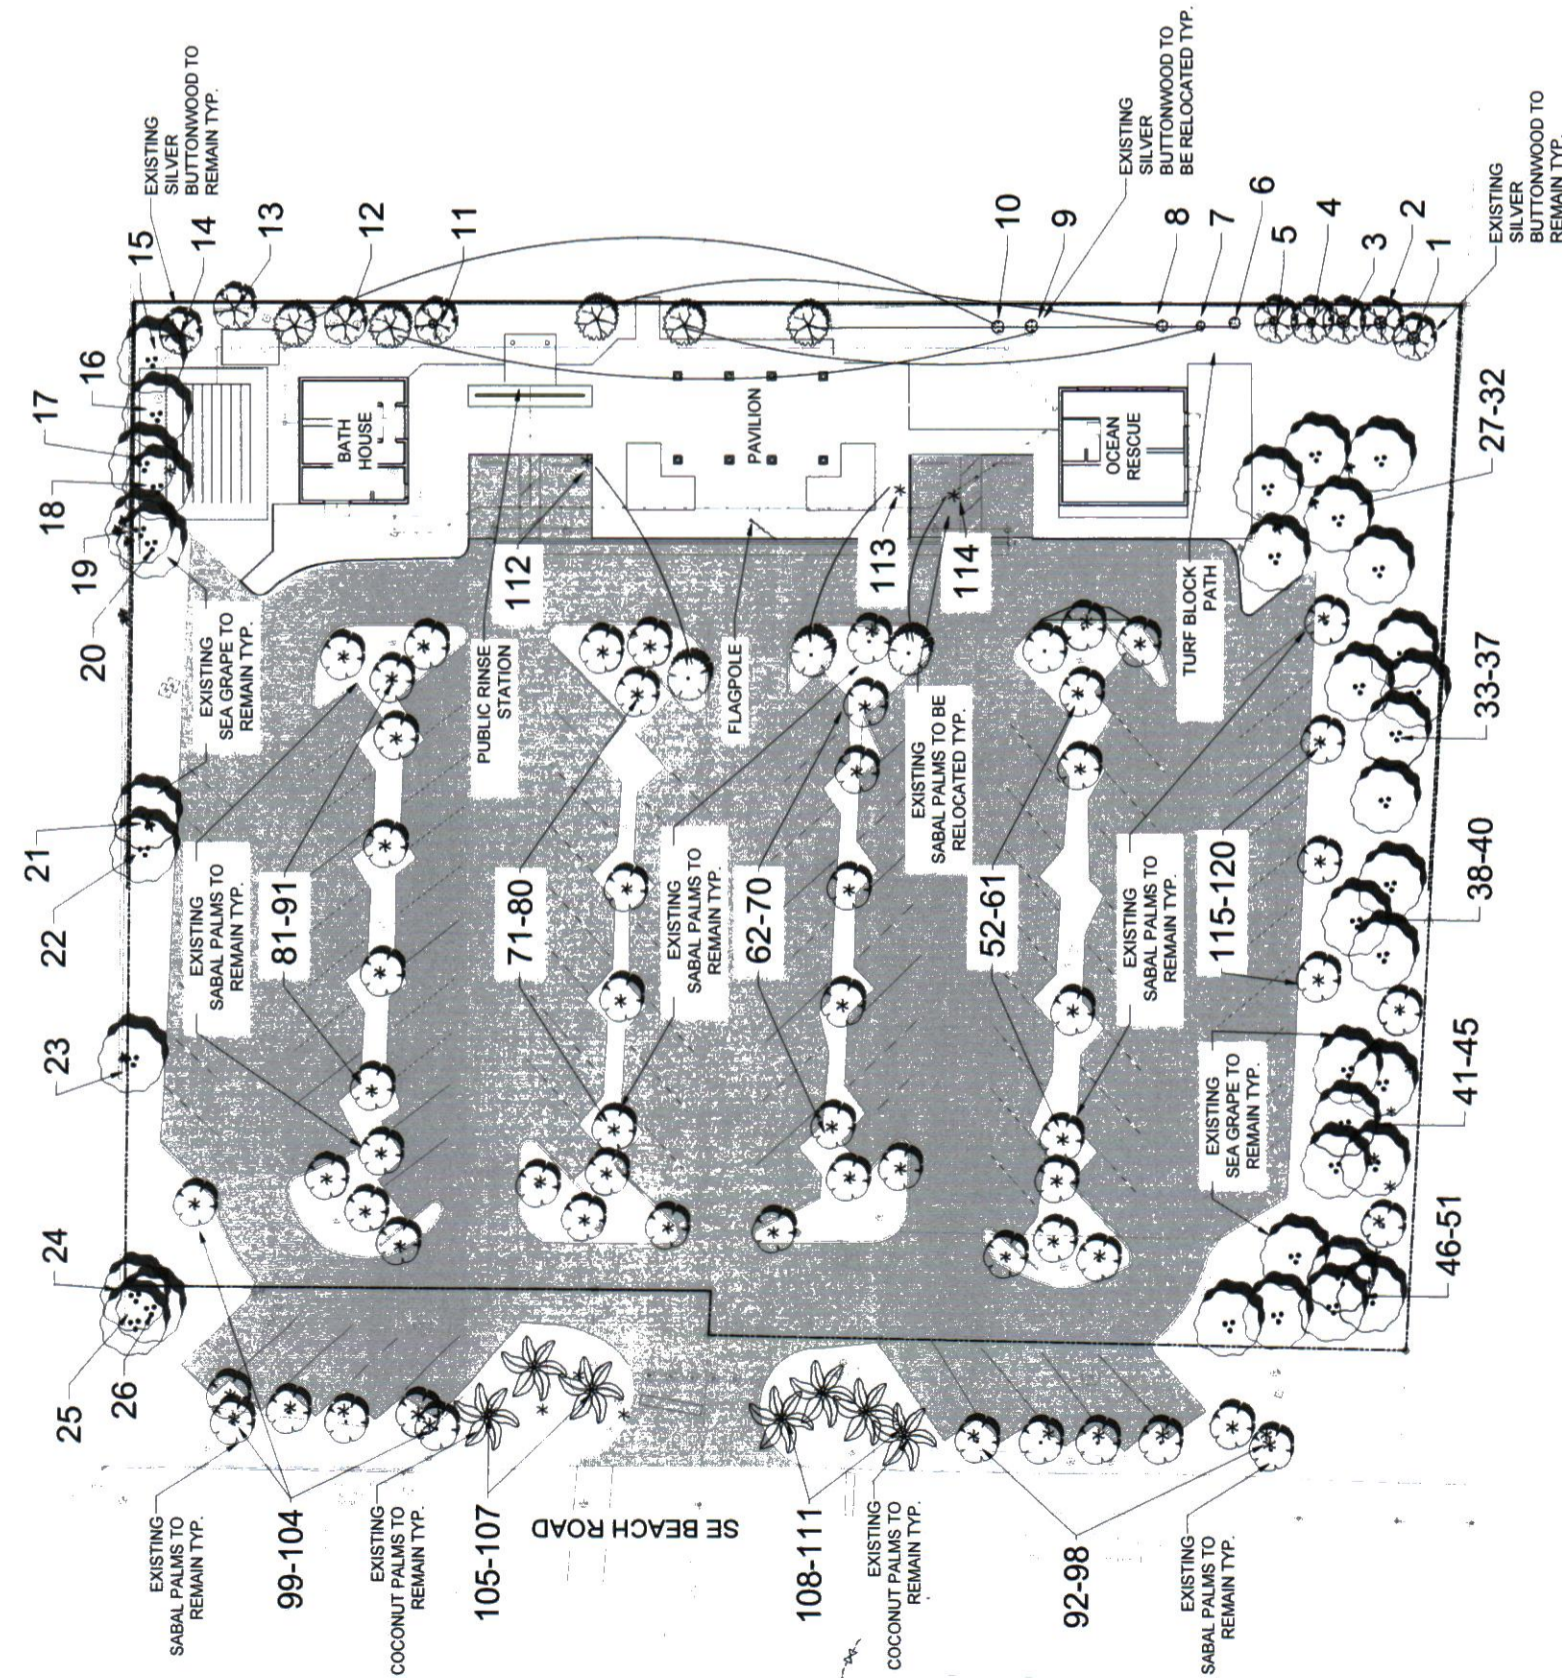 15
EXISTING
SILVER
BUTTONWOOD TO
REMAIN TYP.
14
13
12
11
10
9
EXISTING
SILVER
BUTTONWOOD TO
BE RELOCATED TYP.
8
7
6
5
4
3
2
1
EXISTING
SILVER
BUTTONWOOD TO
REMAIN TYP.
16
17
18
19
20
BATH
HOUSE
PAVILION
OCEAN
RESCUE
27-32
EXISTING
SEA GRAPE TO
REMAIN TYP.
PUBLIC RINSE
STATION
112
FLAGPOLE
113
114
TURF BLOCK
PATH
33-37
21
22
EXISTING
SABAL PALMS TO
REMAIN TYP.
81-91
71-80
EXISTING
SABAL PALMS TO
REMAIN TYP.
62-70
EXISTING
SABAL PALMS TO BE
RELOCATED TYP.
52-61
EXISTING
SABAL PALMS TO
REMAIN TYP.
115-120
38-40
23
EXISTING
SEA GRAPE TO
REMAIN TYP.
41-45
24
25
26
46-51
EXISTING
SABAL PALMS TO
REMAIN TYP.
99-104
EXISTING
COCONUT PALMS TO
REMAIN TYP.
105-107
SE BEACH ROAD
108-111
EXISTING
COCONUT PALMS TO
REMAIN TYP.
92-98
EXISTING
SABAL PALMS TO
REMAIN TYP.